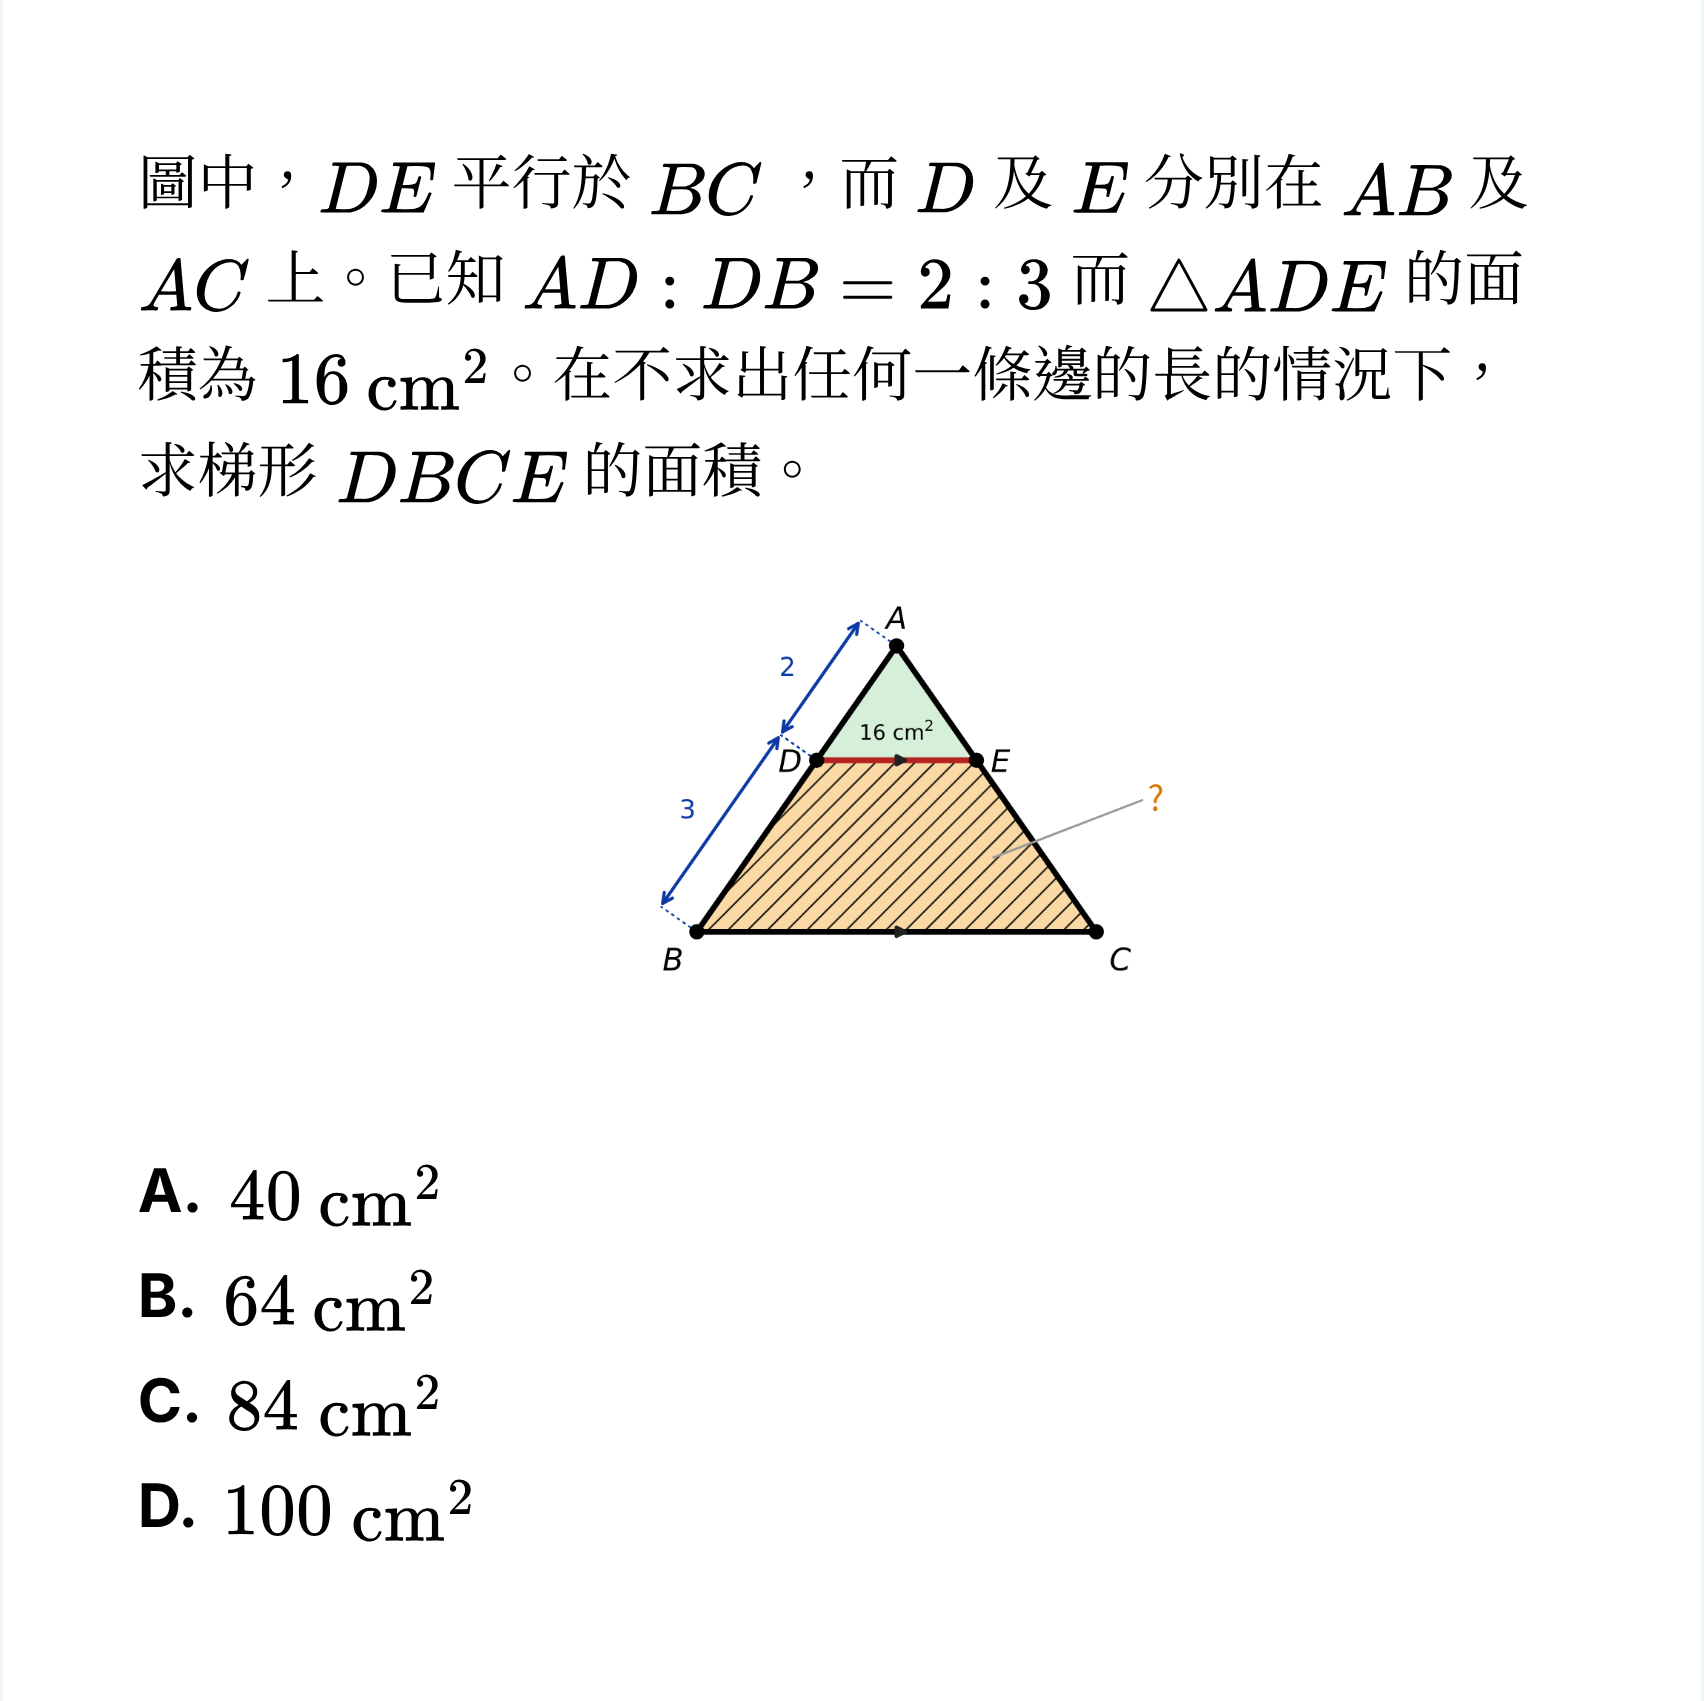 圖中，DE 平行於 BC ，而 D 及 E 分別在 AB 及
AC 上。已知 AD : DB = 2 : 3 而 △ADE 的面
積為 16 cm²。在不求出任何一條邊的長的情況下，
求梯形 DBCE 的面積。
A
2
16 cm²
D
E
3
?
B
C
A. 40 cm²
B. 64 cm²
C. 84 cm²
D. 100 cm²